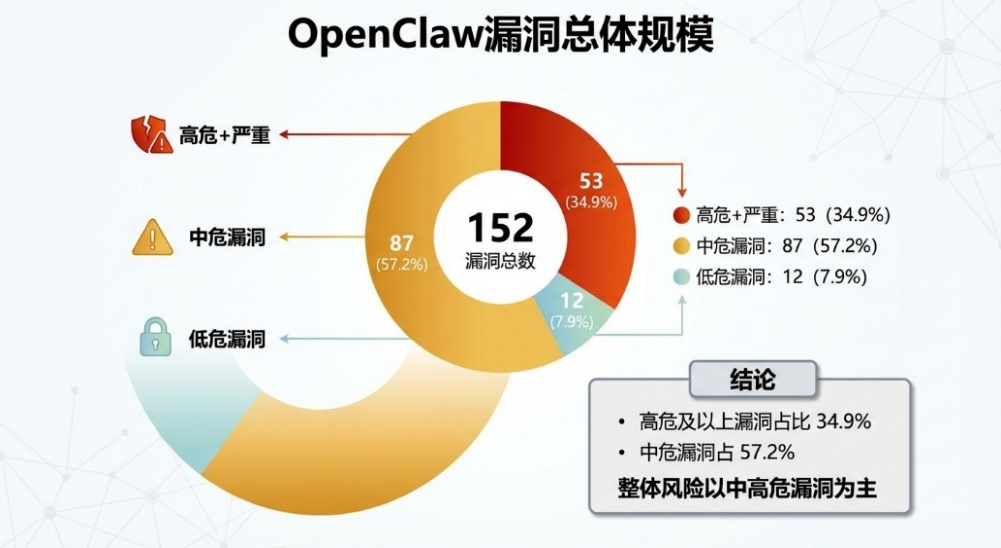 OpenClaw漏洞总体规模
高危+严重
中危漏洞
低危漏洞
53
(34.9%)
87
(57.2%)
152
漏洞总数
12
(7.9%)
高危+严重：53（34.9%）
中危漏洞：87（57.2%）
低危漏洞：12（7.9%）
结论
• 高危及以上漏洞占比 34.9%
• 中危漏洞占 57.2%
整体风险以中高危漏洞为主